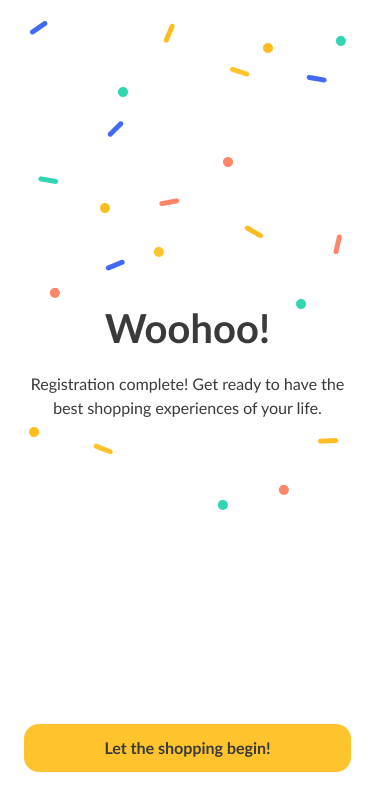 Woohoo!
Registration complete! Get ready to have the
best shopping experiences of your life.
Let the shopping begin!